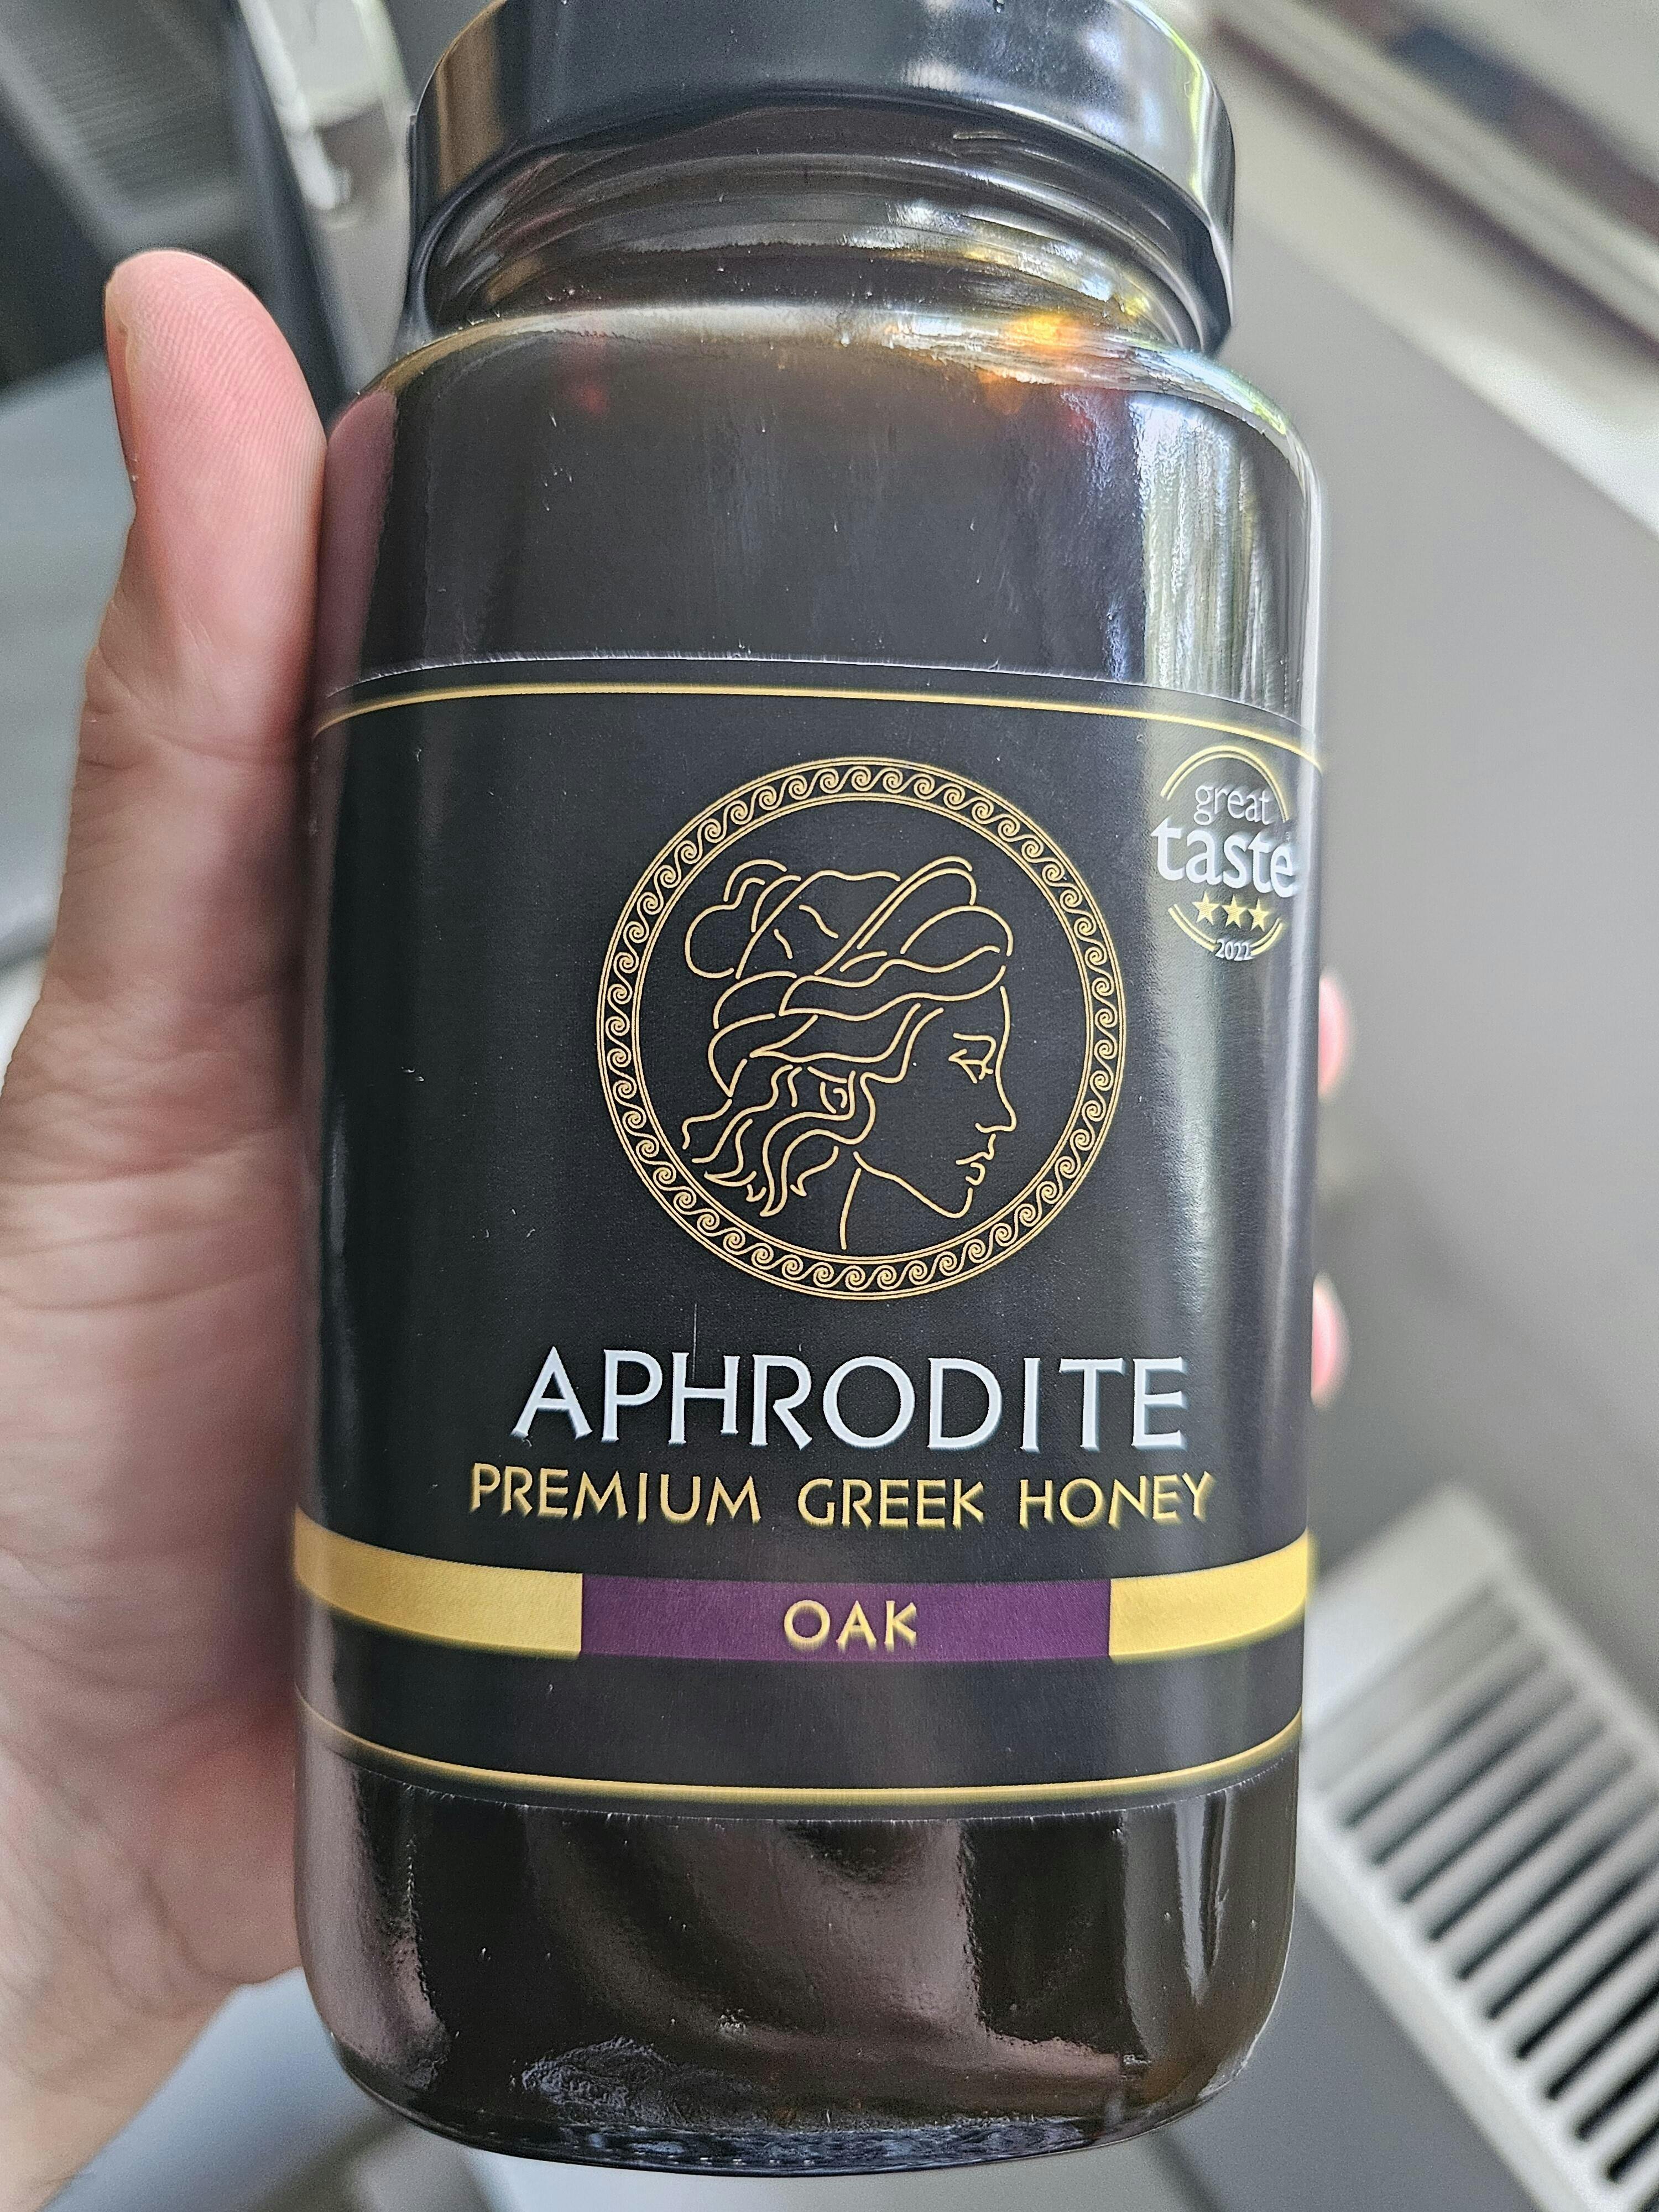 great
taste
2022
APHRODITE
PREMIUM GREEK HONEY
OAK